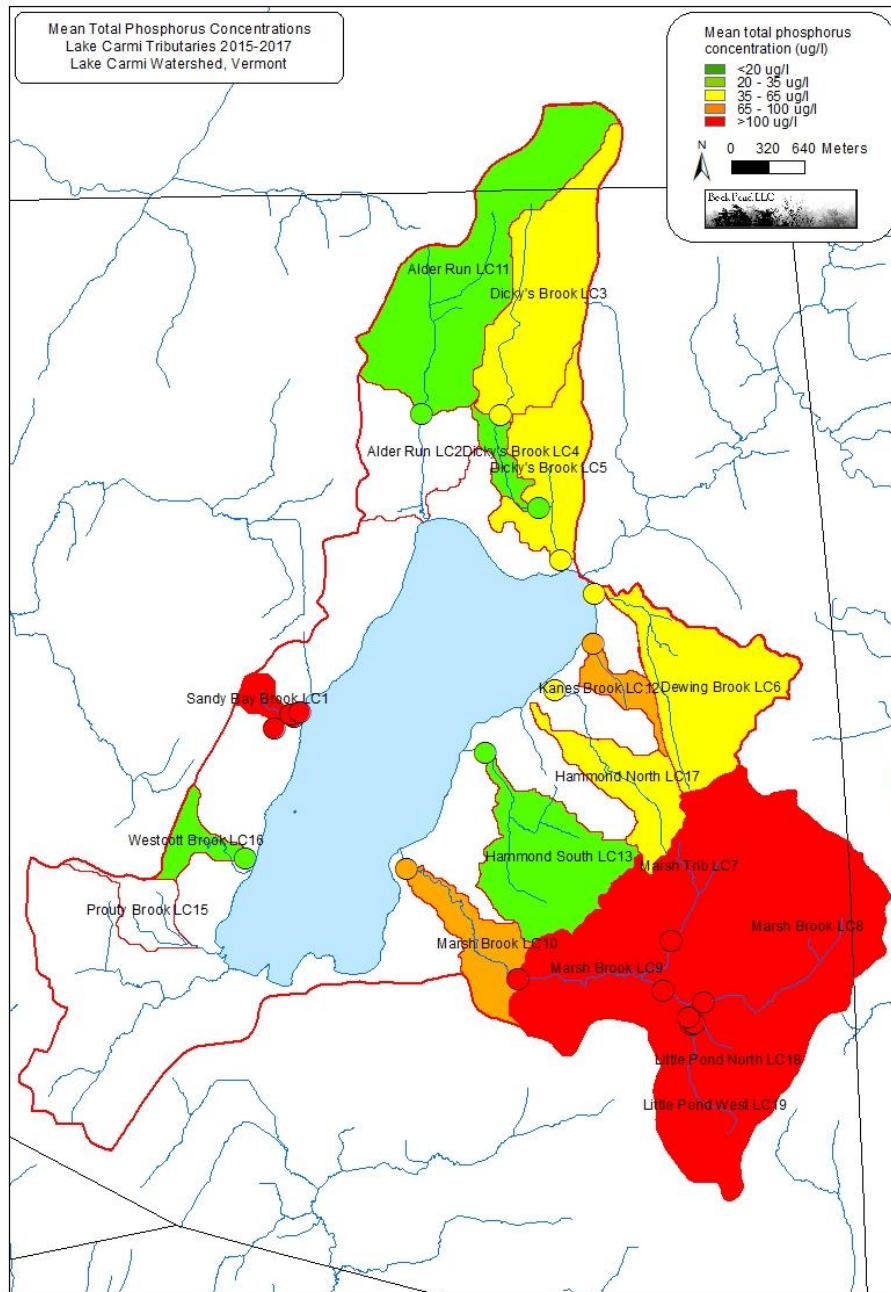 Mean Total Phosphorus Concentrations
Lake Carmi Tributaries 2015-2017
Lake Carmi Watershed, Vermont
Mean total phosphorus
concentration (ug/l)
<20 ug/l
20 - 35 ug/l
35 - 65 ug/l
65 - 100 ug/l
>100 ug/l
N 0 320 640 Meters
Beck Pond LLC
Alder Run LC11
Dicky's Brook LC3
Alder Run LC2
Dicky's Brook LC4
Dicky's Brook LC5
Sandy Bay Brook LC1
Kanes Brook LC12
Dewing Brook LC6
Hammond North LC17
Westcott Brook LC16
Hammond South LC13
Marsh Trib LC7
Prouty Brook LC15
Marsh Brook LC8
Marsh Brook LC10
Marsh Brook LC9
Little Pond North LC18
Little Pond West LC19